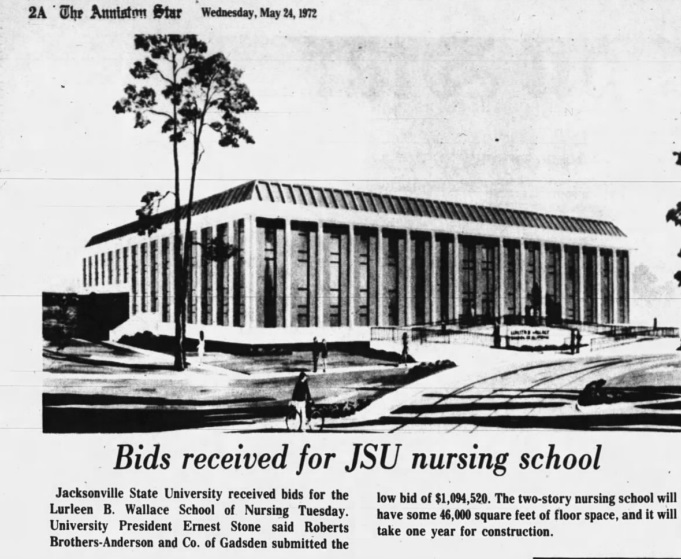 2A The Anniston Star Wednesday, May 24, 1972
Bids received for JSU nursing school
Jacksonville State University received bids for the
Lurleen B. Wallace School of Nursing Tuesday.
University President Ernest Stone said Roberts
Brothers-Anderson and Co. of Gadsden submitted the
low bid of $1,094,520. The two-story nursing school will
have some 46,000 square feet of floor space, and it will
take one year for construction.